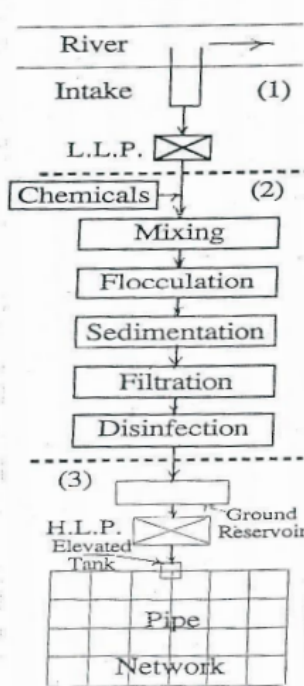 River
Intake
(1)
L.L.P.
(2)
Chemicals
Mixing
Flocculation
Sedimentation
Filtration
Disinfection
(3)
Ground
Reservoir
H.L.P.
Elevated
Tank
Pipe
Network